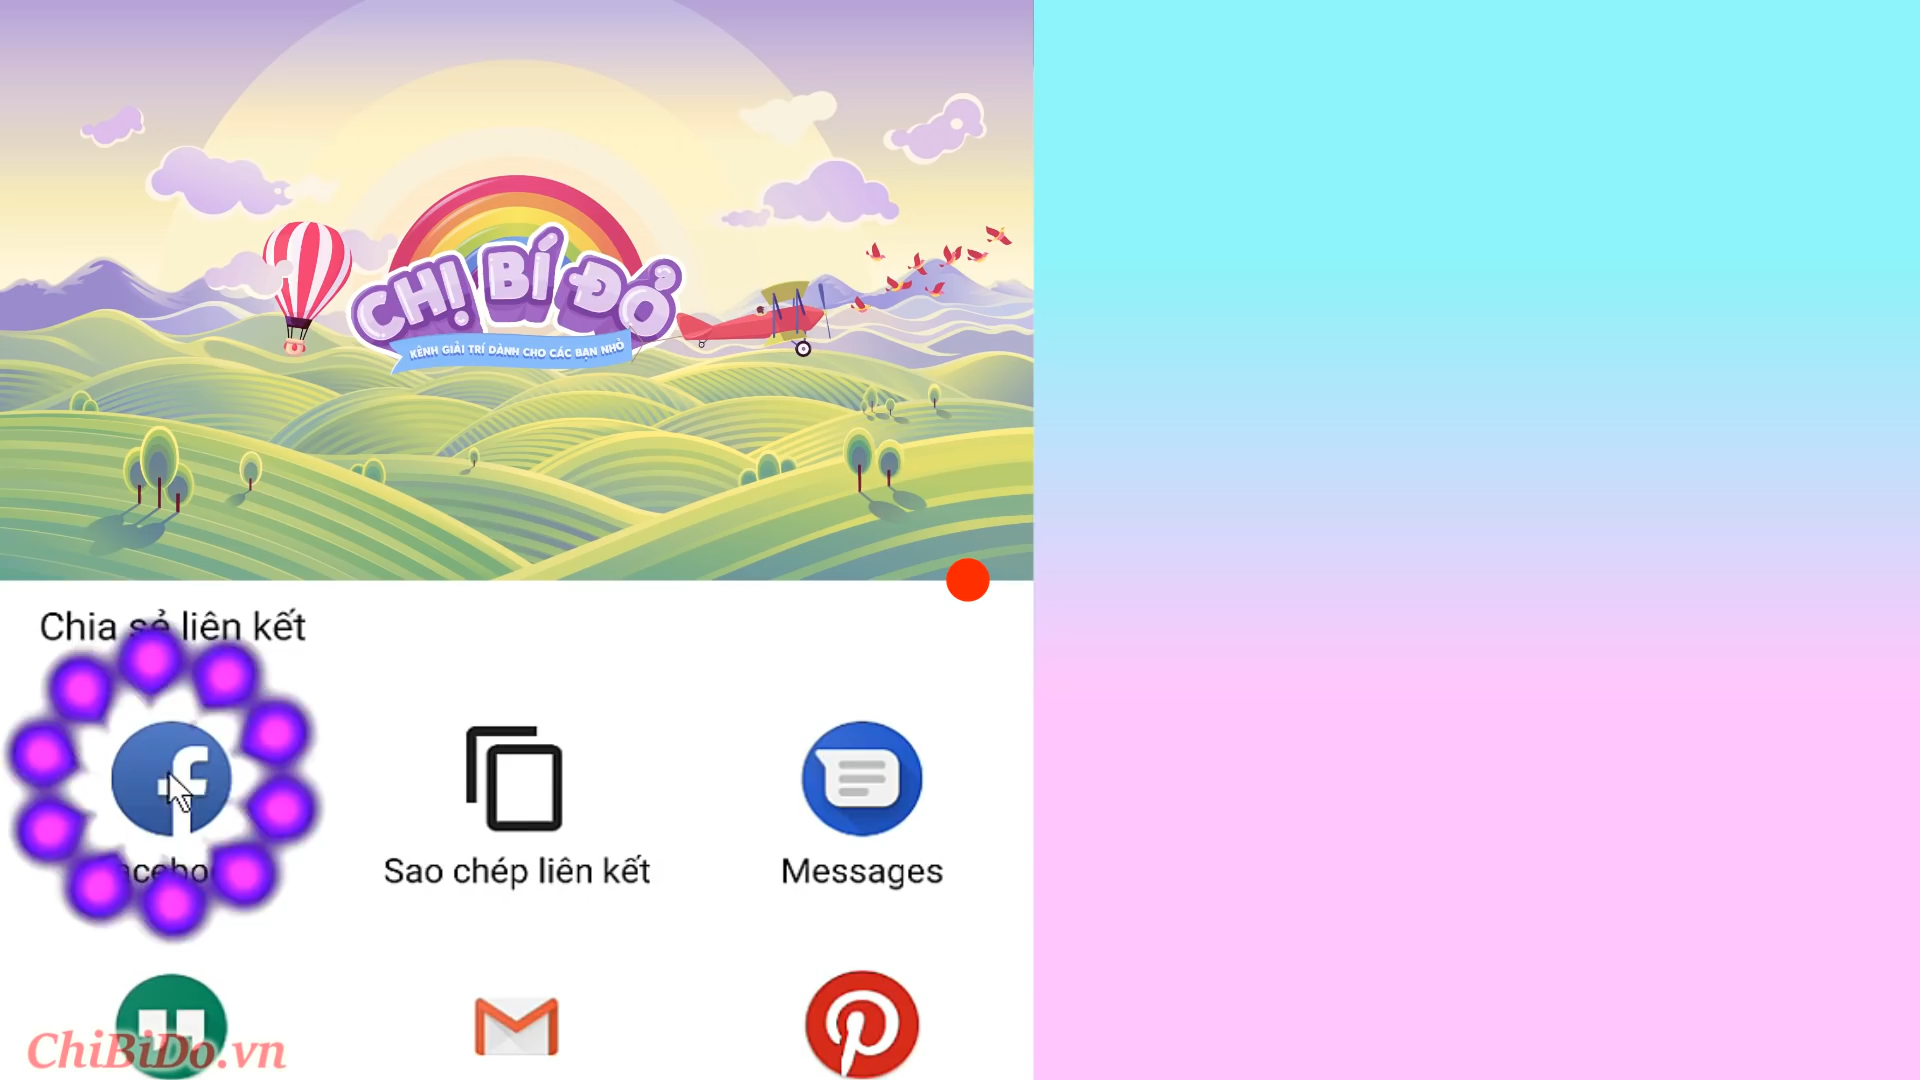 CHỊ BÍ ĐỎ
KÊNH GIẢI TRÍ DÀNH CHO CÁC BẠN NHỎ
Chia sẻ liên kết
Sao chép liên kết
Messages
ChiBiDo.vn